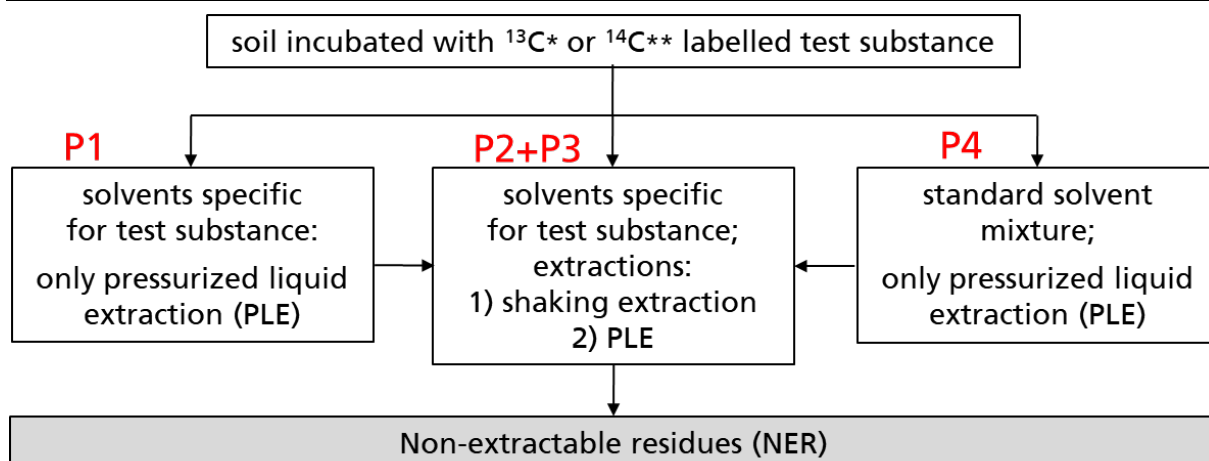 soil incubated with ¹³C* or ¹⁴C** labelled test substance
P1
solvents specific
for test substance:
only pressurized liquid
extraction (PLE)
P2+P3
solvents specific
for test substance;
extractions:
1) shaking extraction
2) PLE
P4
standard solvent
mixture;
only pressurized liquid
extraction (PLE)
Non-extractable residues (NER)